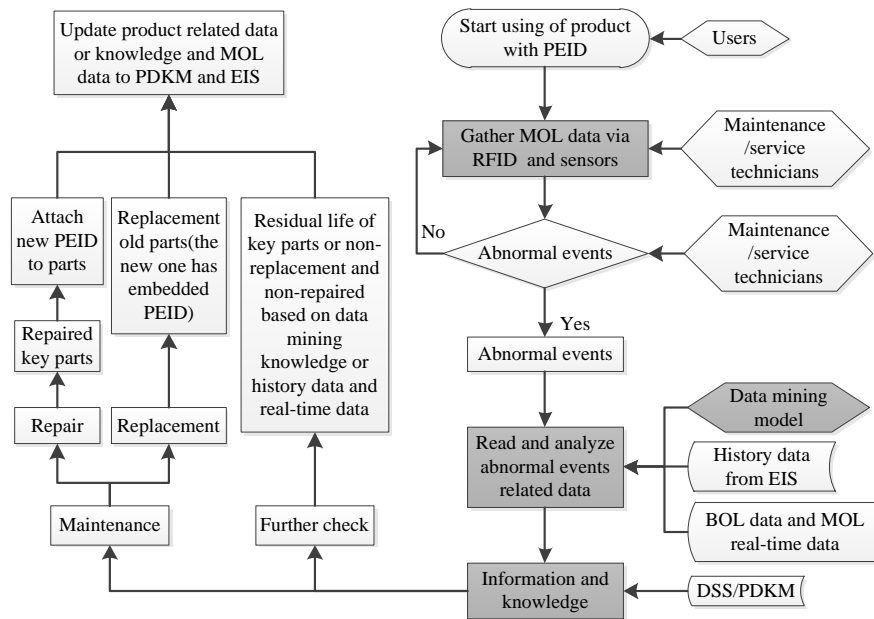 Update product related data
or knowledge and MOL
data to PDKM and EIS
Start using of product
with PEID
Users
Gather MOL data via
RFID and sensors
Maintenance
/service
technicians
Attach
new PEID
to parts
Replacement
old parts(the
new one has
embedded
PEID)
Residual life of
key parts or non-
replacement and
non-repaired
based on data
mining
knowledge or
history data and
real-time data
No
Abnormal events
Maintenance
/service
technicians
Yes
Repaired
key parts
Abnormal events
Repair
Replacement
Data mining
model
Read and analyze
abnormal events
related data
History data
from EIS
BOL data and MOL
real-time data
Maintenance
Further check
Information and
knowledge
DSS/PDKM